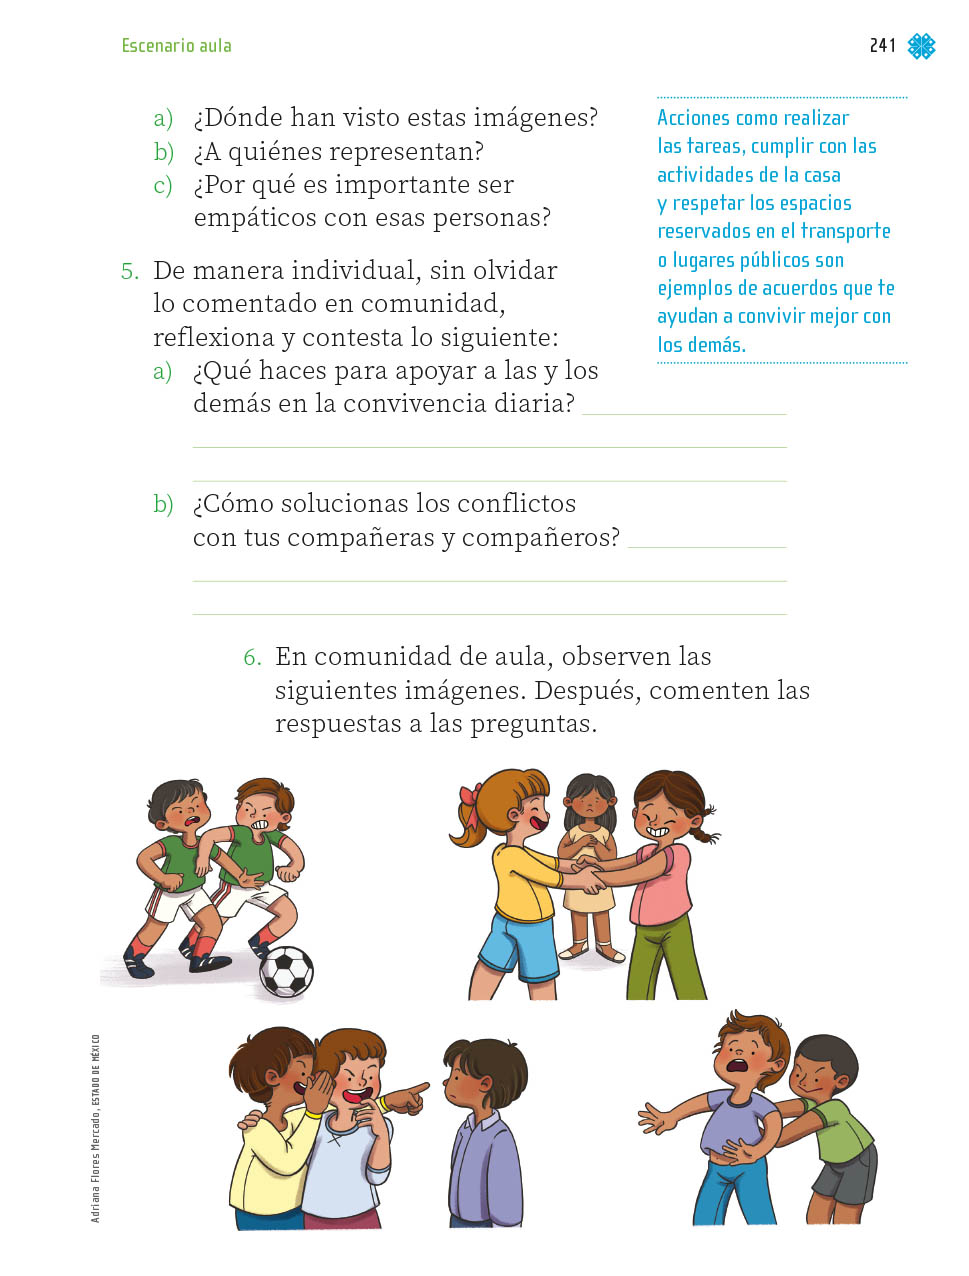 Escenario aula
241
a) ¿Dónde han visto estas imágenes?
b) ¿A quiénes representan?
c) ¿Por qué es importante ser
empáticos con esas personas?
Acciones como realizar
las tareas, cumplir con las
actividades de la casa
y respetar los espacios
reservados en el transporte
o lugares públicos son
ejemplos de acuerdos que te
ayudan a convivir mejor con
los demás.
5. De manera individual, sin olvidar
lo comentado en comunidad,
reflexiona y contesta lo siguiente:
a) ¿Qué haces para apoyar a las y los
demás en la convivencia diaria?
b) ¿Cómo solucionas los conflictos
con tus compañeras y compañeros?
6. En comunidad de aula, observen las
siguientes imágenes. Después, comenten las
respuestas a las preguntas.
Adriana Flores Mercado, ESTADO DE MÉXICO